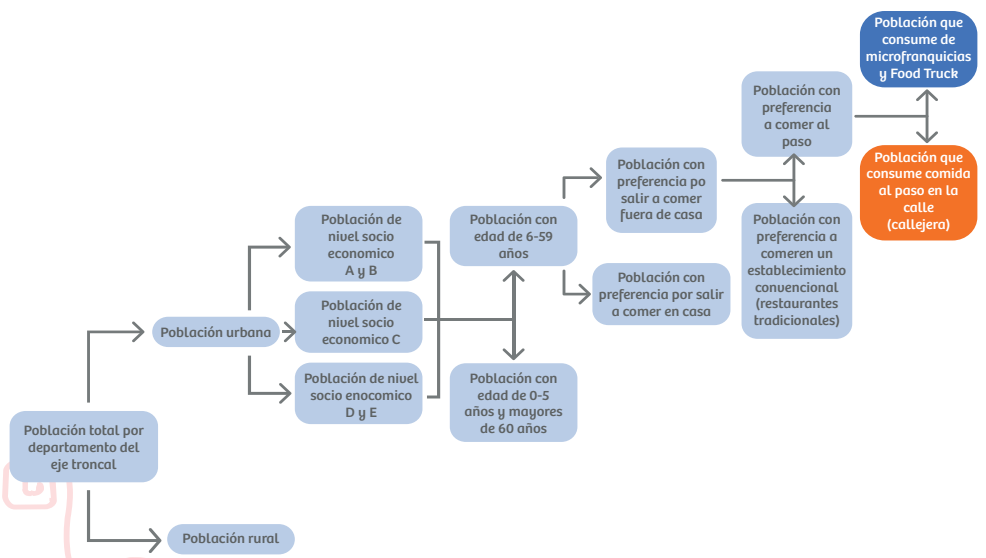 Población que
consume de
microfranquicias
y Food Truck
Población con
preferencia
a comer al
paso
Población que
consume comida
al paso en la
calle
(callejera)
Población con
preferencia po
salir a comer
fuera de casa
Población de
nivel socio
economico
A y B
Población con
edad de 6-59
años
Población con
preferencia a
comeren un
establecimiento
convencional
(restaurantes
tradicionales)
Población con
preferencia por salir
a comer en casa
Población urbana
Población de
nivel socio
economico C
Población de nivel
socio enocomico
D y E
Población con
edad de 0-5
años y mayores
de 60 años
Población total por
departamento del
eje troncal
Población rural